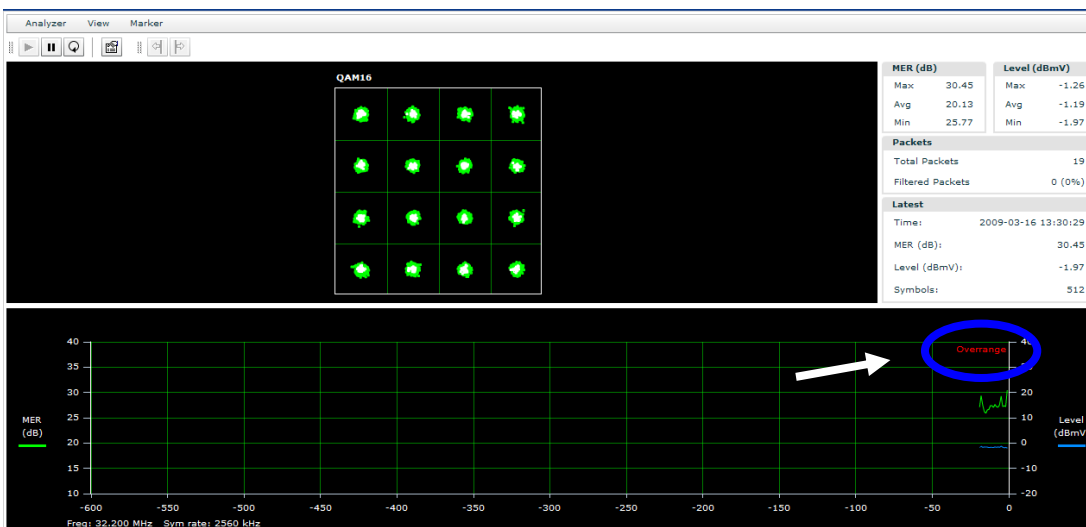 Analyzer View Marker
QAM16
MER (dB)
Max 30.45
Avg 20.13
Min 25.77
Level (dBmV)
Max -1.26
Avg -1.19
Min -1.97
Packets
Total Packets 19
Filtered Packets 0 (0%)
Latest
Time: 2009-03-16 13:30:29
MER (dB): 30.45
Level (dBmV): -1.97
Symbols: 512
Overrange
MER
(dB)
40
35
30
25
20
15
10
40
20
10
0
-10
-20
Level
(dBmV
-600 -550 -500 -450 -400 -350 -300 -250 -200 -150 -100 -50 0
Freq: 32.200 MHz Sym rate: 2560 kHz